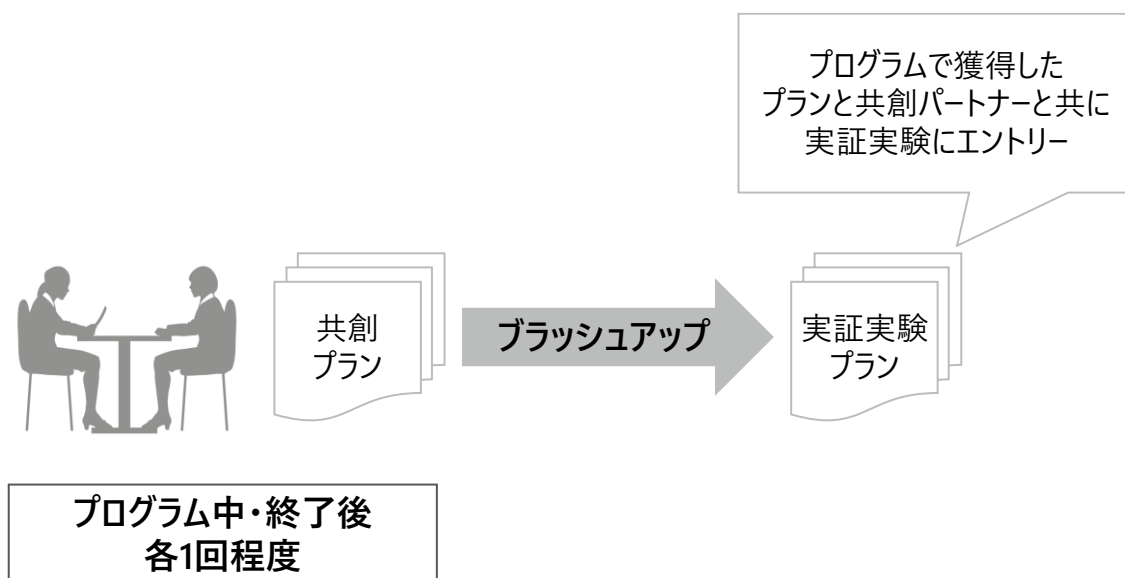 プログラムで獲得した
プランと共創パートナーと共に
実証実験にエントリー
共創
プラン
ブラッシュアップ
実証実験
プラン
プログラム中・終了後
各1回程度